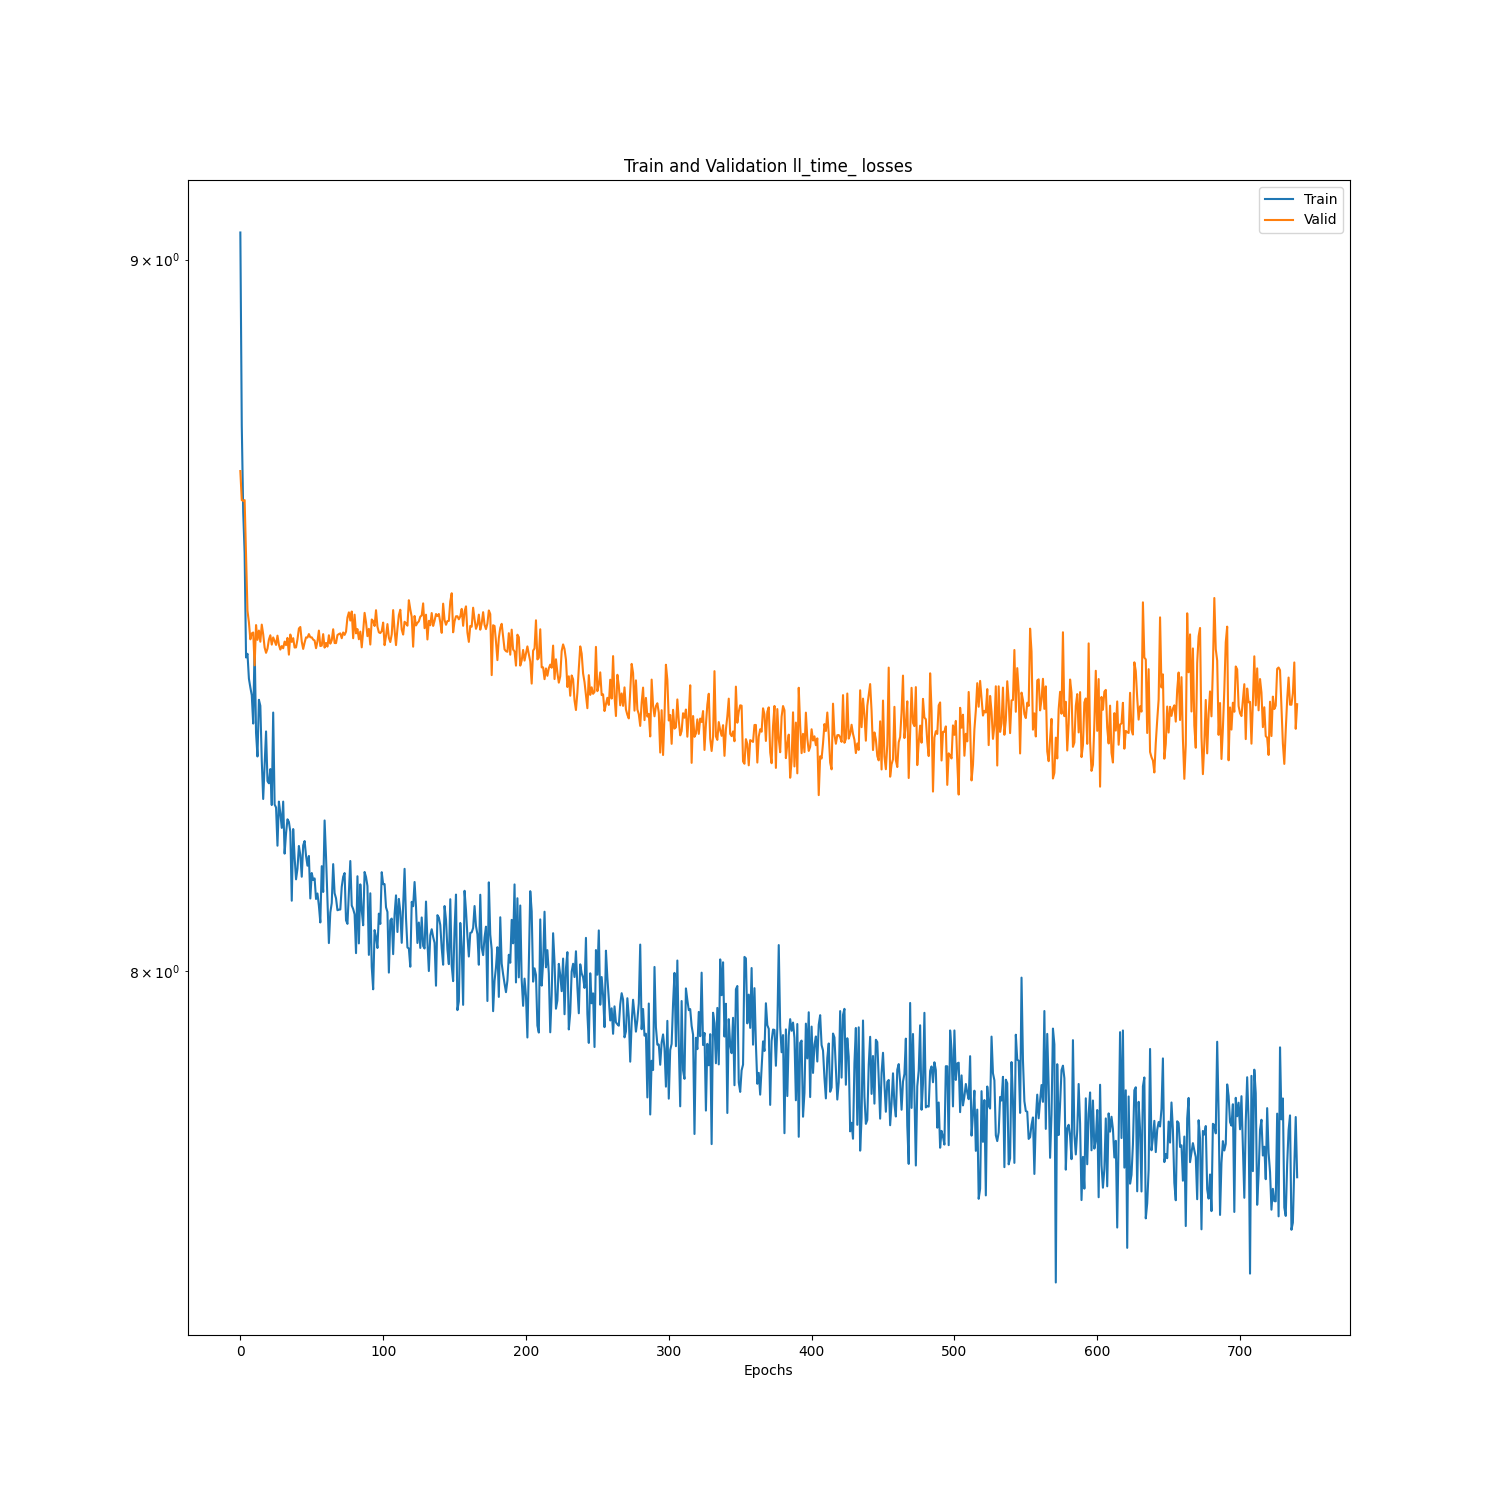 Train and Validation ll_time_ losses
Train
Valid
9 × 10⁰
8 × 10⁰
0 100 200 300 400 500 600 700
Epochs